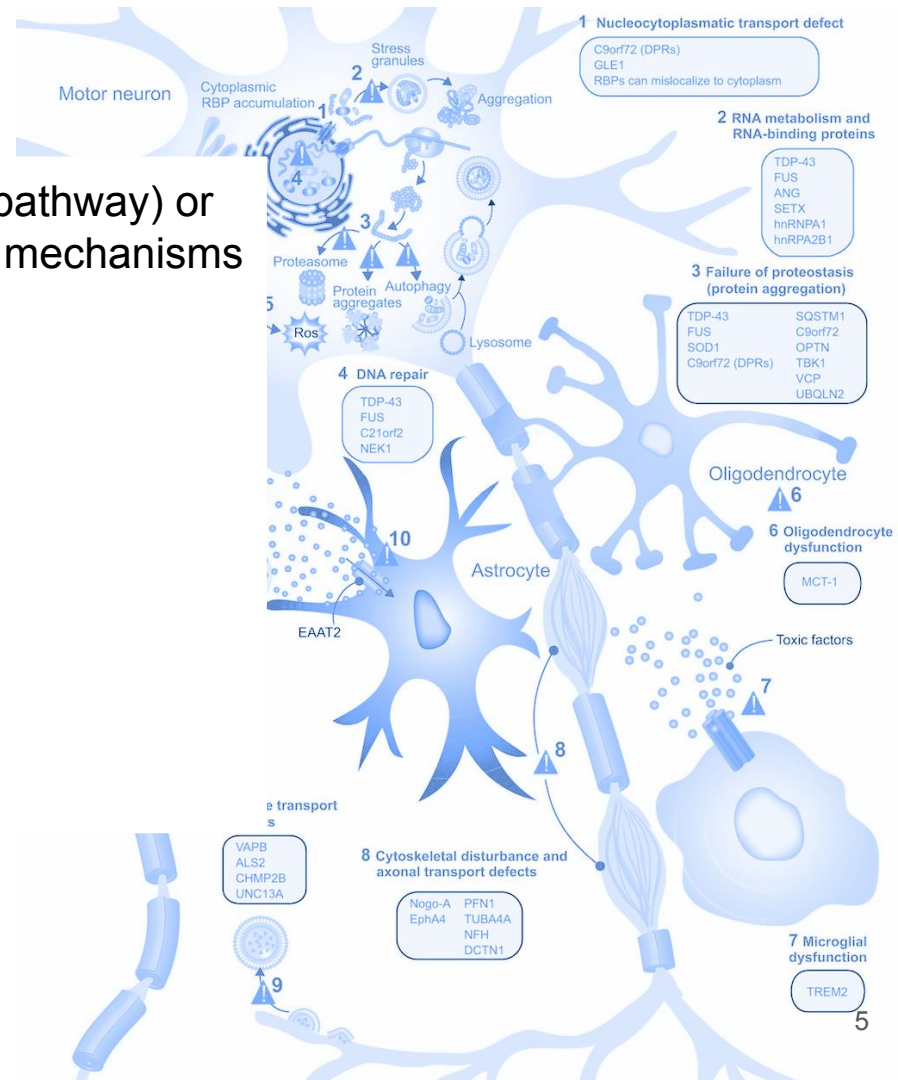 1 Nucleocytoplasmatic transport defect
C9orf72 (DPRs)
GLE1
RBPs can mislocalize to cytoplasm
Motor neuron
Cytoplasmic
RBP accumulation
Stress
granules
2
1
Aggregation
4
2 RNA metabolism and
RNA-binding proteins
TDP-43
FUS
ANG
SETX
hnRNPA1
hnRPA2B1
pathway) or
mechanisms
3
Proteasome
Protein
aggregates
Autophagy
5
Ros
Lysosome
3 Failure of proteostasis
(protein aggregation)
TDP-43
FUS
SOD1
C9orf72 (DPRs)
SQSTM1
C9orf72
OPTN
TBK1
VCP
UBQLN2
4 DNA repair
TDP-43
FUS
C21orf2
NEK1
Oligodendrocyte
6
6 Oligodendrocyte
dysfunction
MCT-1
10
Astrocyte
EAAT2
Toxic factors
7
8
e transport
s
VAPB
ALS2
CHMP2B
UNC13A
8 Cytoskeletal disturbance and
axonal transport defects
Nogo-A PFN1
EphA4 TUBA4A
NFH
DCTN1
9
7 Microglial
dysfunction
TREM2
5